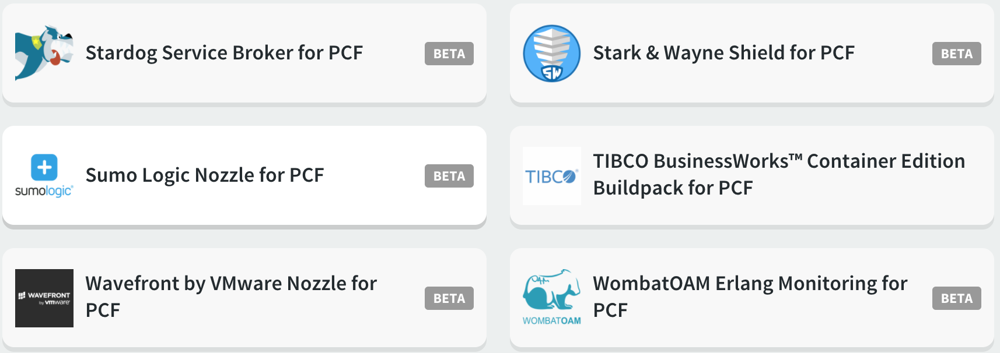 Stardog Service Broker for PCF
BETA
SW
Stark & Wayne Shield for PCF
BETA
sumologic®
Sumo Logic Nozzle for PCF
BETA
TIBCO®
TIBCO BusinessWorks™ Container Edition
Buildpack for PCF
WAVEFRONT
by vmware®
Wavefront by VMware Nozzle for
PCF
BETA
OAM
WOMBATOAM
WombatOAM Erlang Monitoring for
PCF
BETA